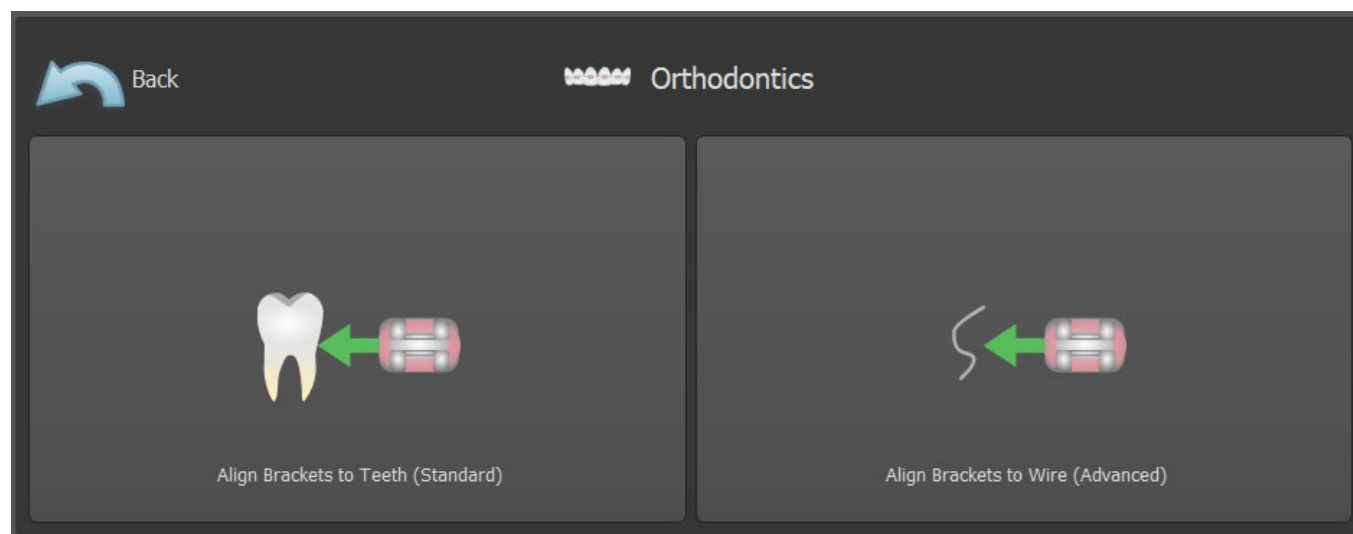 Back
Orthodontics
Align Brackets to Teeth (Standard)
Align Brackets to Wire (Advanced)